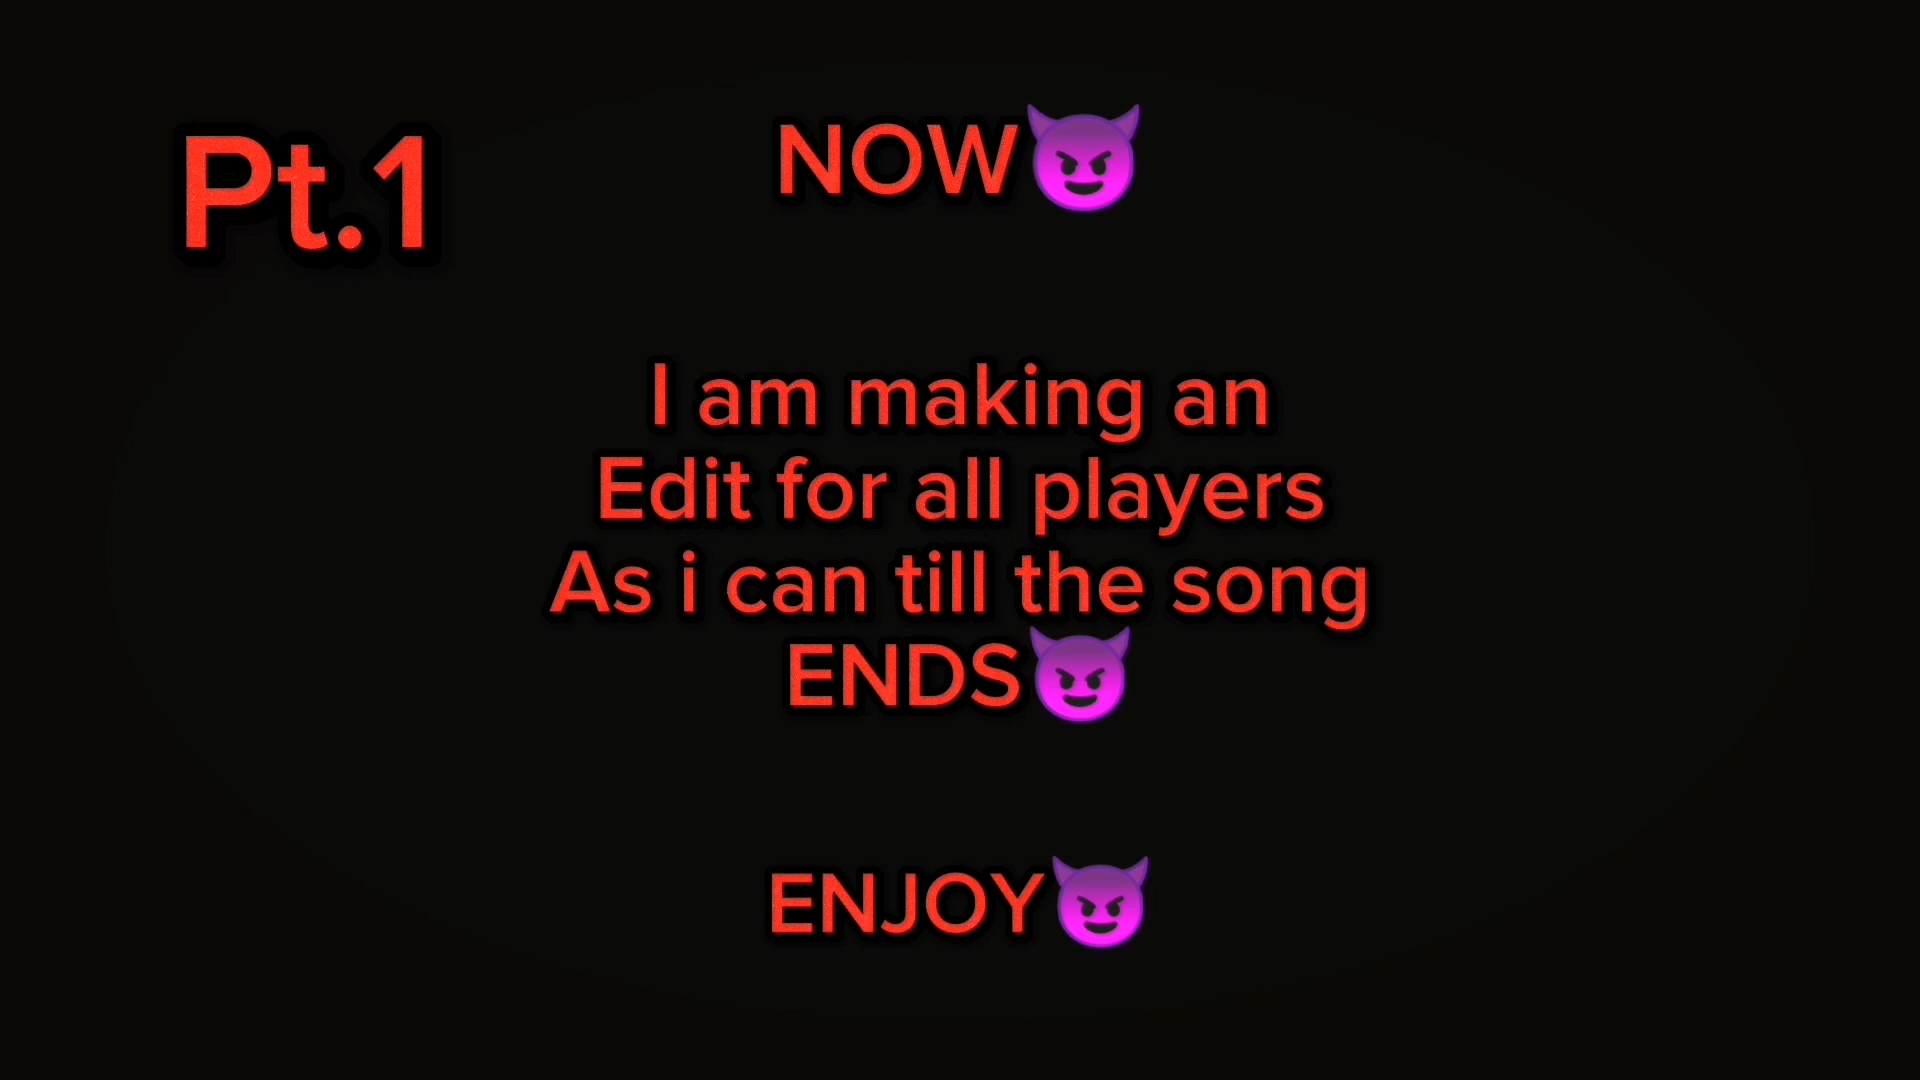 Pt.1
NOW😈
I am making an
Edit for all players
As i can till the song
ENDS😈
ENJOY😈